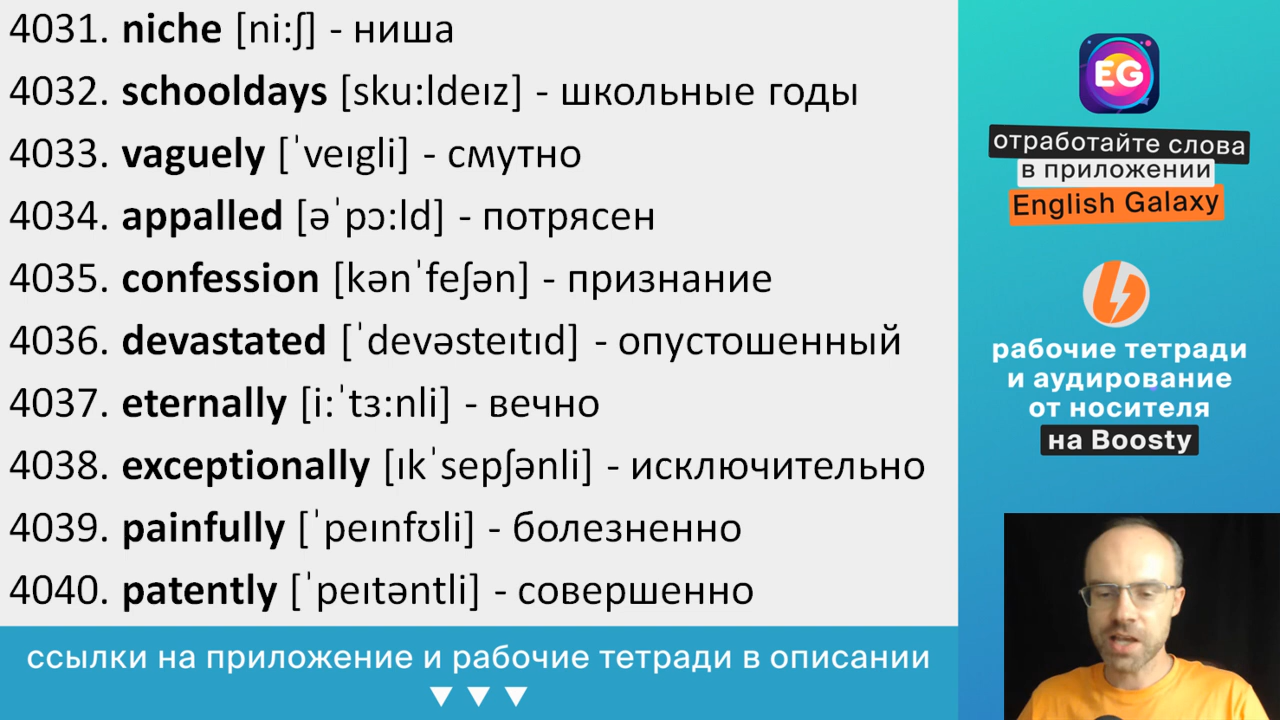 4031. niche [ni:ʃ] - ниша
4032. schooldays [sku:ldeɪz] - школьные годы
4033. vaguely [ˈveɪgli] - смутно
4034. appalled [əˈpɔ:ld] - потрясен
4035. confession [kənˈfeʃən] - признание
4036. devastated [ˈdevəsteɪtɪd] - опустошенный
4037. eternally [i:ˈtɜ:nli] - вечно
4038. exceptionally [ɪkˈsepʃənli] - исключительно
4039. painfully [ˈpeɪnfʊli] - болезненно
4040. patently [ˈpeɪtəntli] - совершенно
ссылки на приложение и рабочие тетради в описании
EG
отработайте слова
в приложении
English Galaxy
рабочие тетради
и аудирование
от носителя
на Boosty